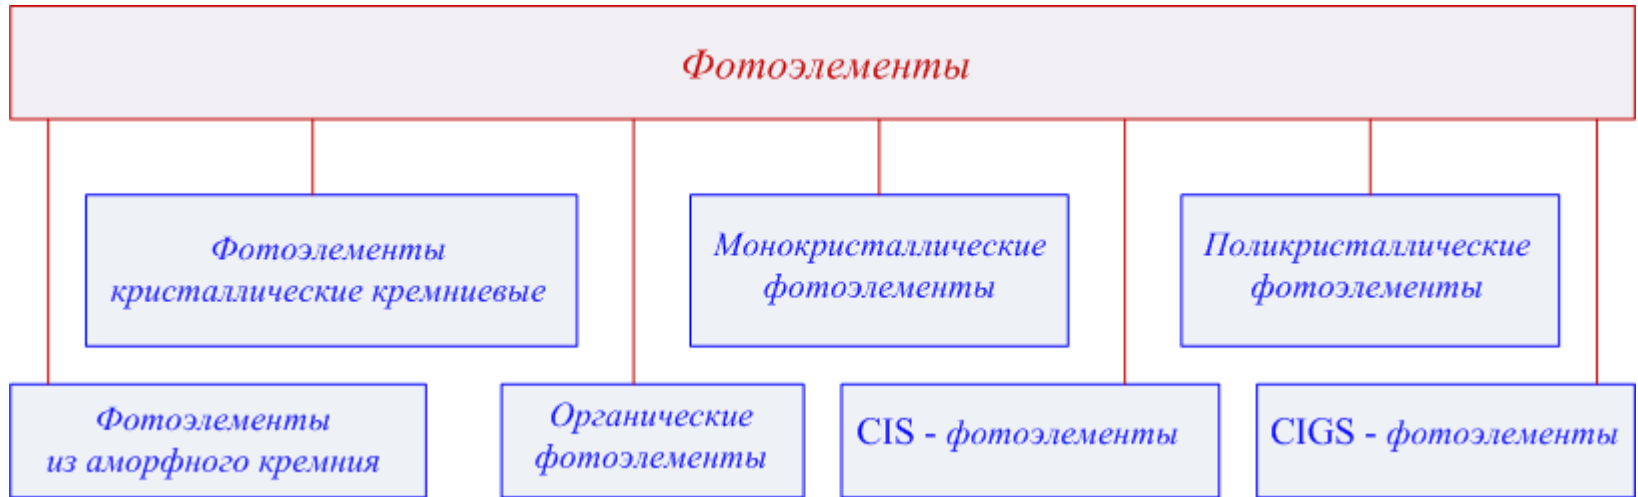 Фотоэлементы
Фотоэлементы
кристаллические кремниевые
Монокристаллические
фотоэлементы
Поликристаллические
фотоэлементы
Фотоэлементы
из аморфного кремния
Органические
фотоэлементы
CIS - фотоэлементы
CIGS - фотоэлементы